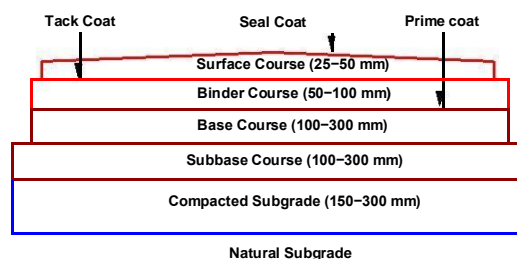 Tack Coat Seal Coat Prime coat
Surface Course (25−50 mm)
Binder Course (50−100 mm)
Base Course (100−300 mm)
Subbase Course (100−300 mm)
Compacted Subgrade (150−300 mm)
Natural Subgrade